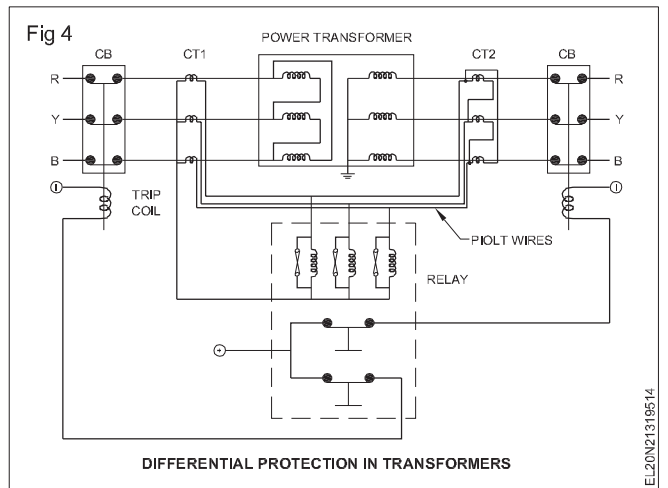 Fig 4
POWER TRANSFORMER
CB
CT1
CT2
CB
R
R
Y
Y
B
B
TRIP
COIL
PIOLT WIRES
RELAY
DIFFERENTIAL PROTECTION IN TRANSFORMERS
EL20N21319514